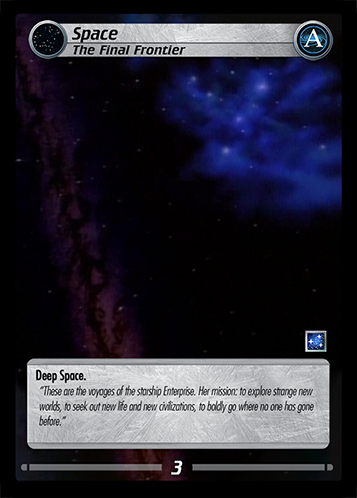 Space
The Final Frontier
A
Deep Space.
"These are the voyages of the starship Enterprise. Her mission: to explore strange new
worlds, to seek out new life and new civilizations, to boldly go where no one has gone
before."
3